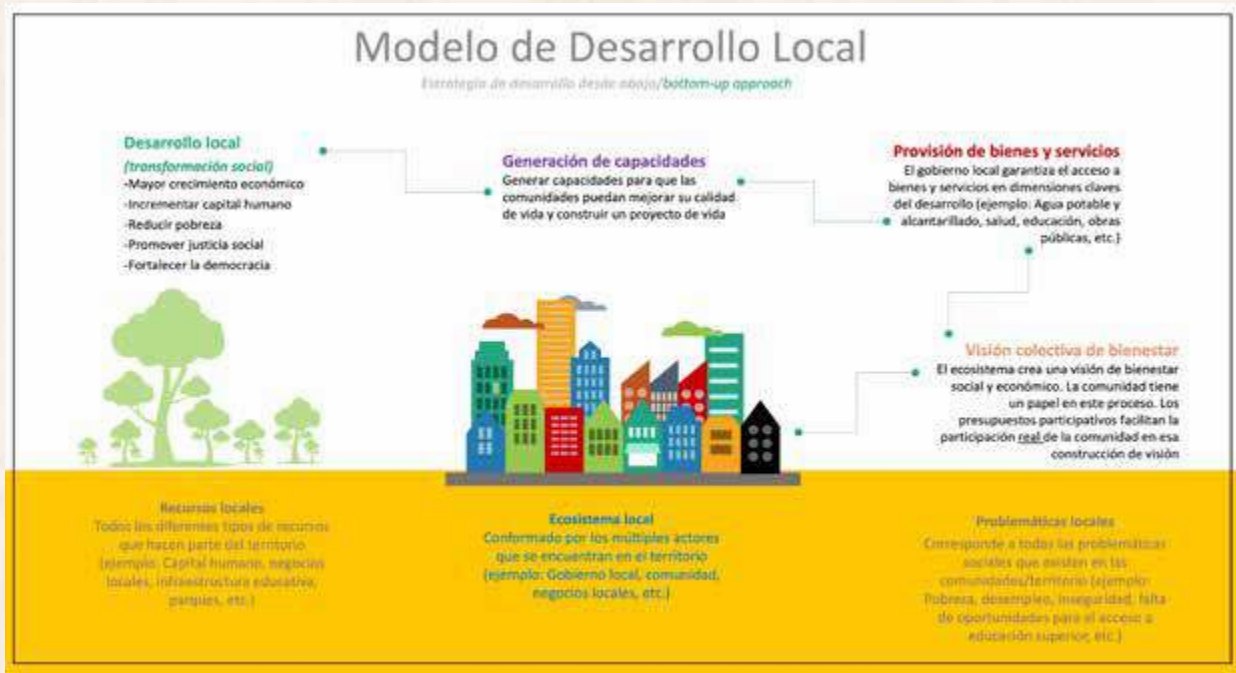 Modelo de Desarrollo Local
Estrategia de desarrollo desde abajo/bottom-up approach
Desarrollo local
(transformación social)
-Mayor crecimiento económico
-Incrementar capital humano
-Reducir pobreza
-Promover justicia social
-Fortalecer la democracia
Generación de capacidades
Generar capacidades para que las
comunidades puedan mejorar su calidad
de vida y construir un proyecto de vida
Provisión de bienes y servicios
El gobierno local garantiza el acceso a
bienes y servicios en dimensiones claves
del desarrollo (ejemplo: Agua potable y
alcantarillado, salud, educación, obras
públicas, etc.)
Visión colectiva de bienestar
El ecosistema crea una visión de bienestar
social y económico. La comunidad tiene
un papel en este proceso. Los
presupuestos participativos facilitan la
participación real de la comunidad en esa
construcción de visión
Recursos locales
Todos los diferentes tipos de recursos
que hacen parte del territorio
(ejemplo: Capital humano, negocios
locales, infraestructura educativa,
parques, etc.)
Ecosistema local
Conformado por los múltiples actores
que se encuentran en el territorio
(ejemplo: Gobierno local, comunidad,
negocios locales, etc.)
Problemáticas locales
Corresponde a todas las problemáticas
sociales que existen en las
comunidades/territorio (ejemplo:
Pobreza, desempleo, inseguridad, falta
de oportunidades para el acceso a
educación superior, etc.)